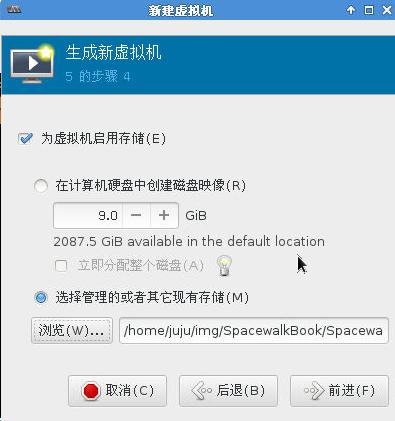 新建虚拟机
生成新虚拟机
5 的步骤 4
为虚拟机启用存储(E)
在计算机硬盘中创建磁盘映像(R)
9.0 GiB
2087.5 GiB available in the default location
立即分配整个磁盘(A)
选择管理的或者其它现有存储(M)
浏览(W)... /home/juju/img/SpacewalkBook/Spacewa
取消(C) 后退(B) 前进(F)